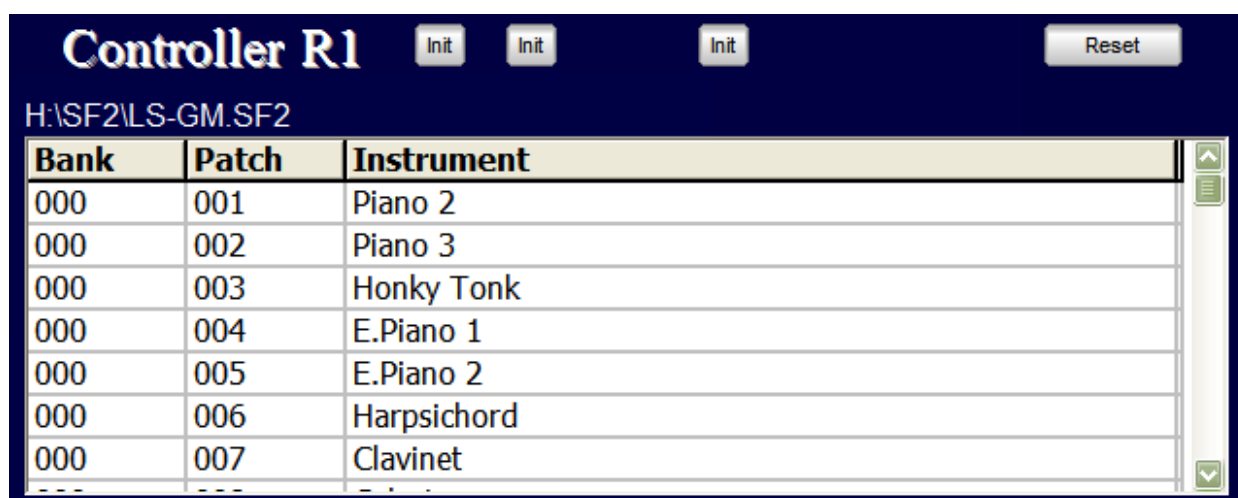 Controller R1 Init Init Init Reset
H:\SF2\LS-GM.SF2
Bank Patch Instrument
000 001 Piano 2
000 002 Piano 3
000 003 Honky Tonk
000 004 E.Piano 1
000 005 E.Piano 2
000 006 Harpsichord
000 007 Clavinet